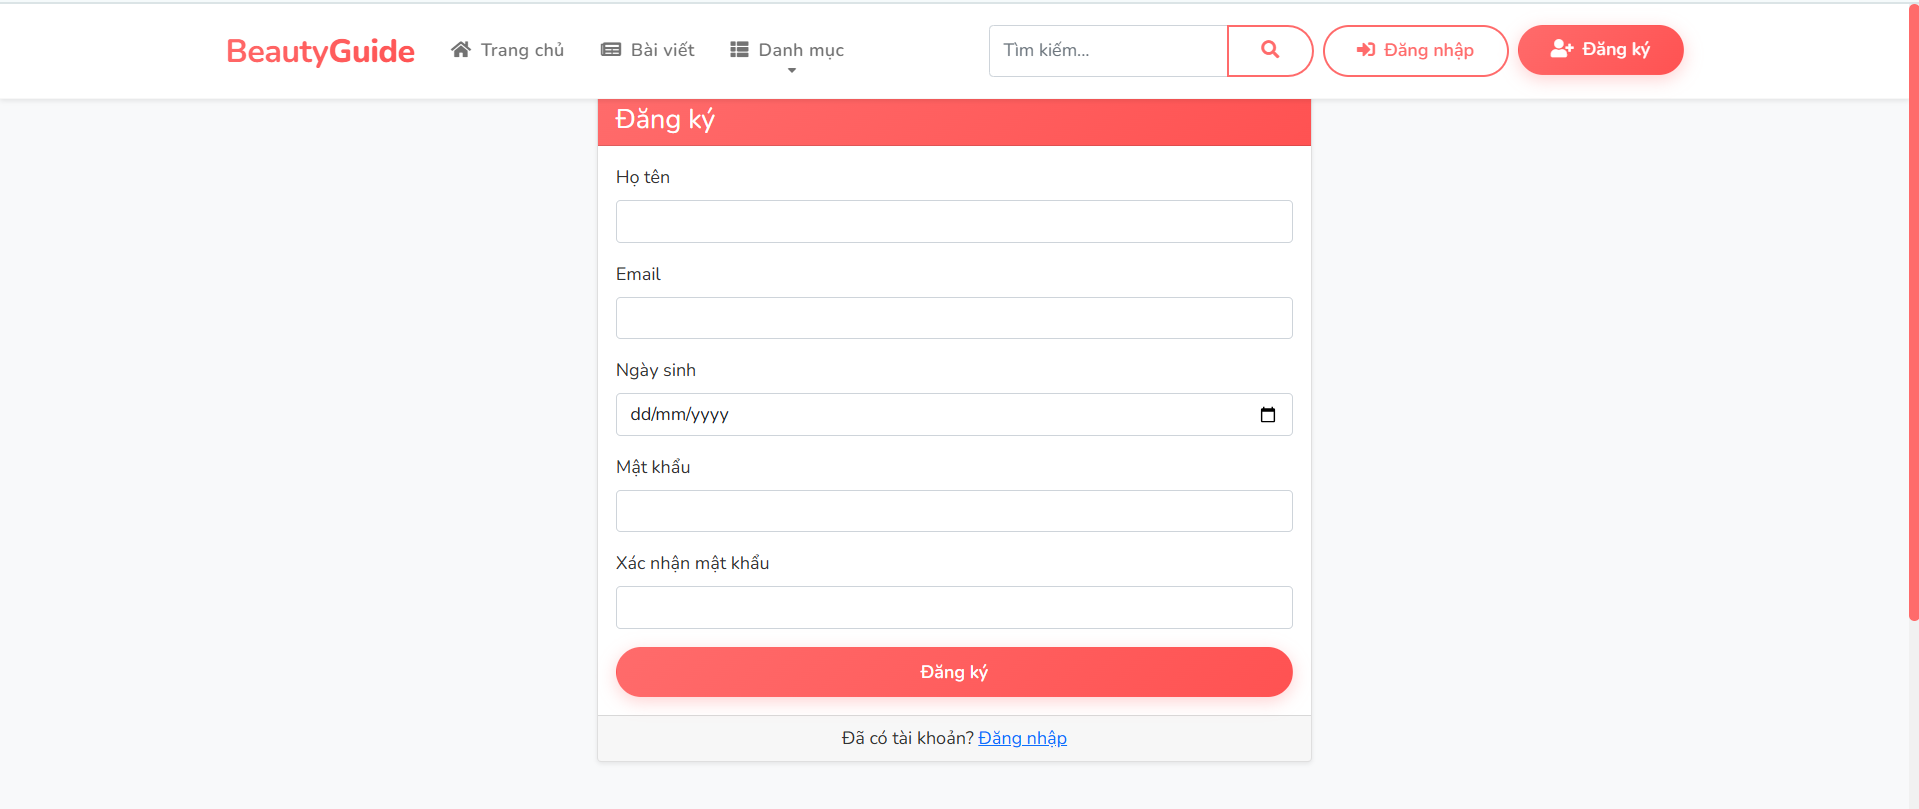 BeautyGuide
Trang chủ
Bài viết
Danh mục
Tìm kiếm...
Đăng nhập
Đăng ký
Đăng ký
Họ tên
Email
Ngày sinh
dd/mm/yyyy
Mật khẩu
Xác nhận mật khẩu
Đăng ký
Đã có tài khoản? Đăng nhập